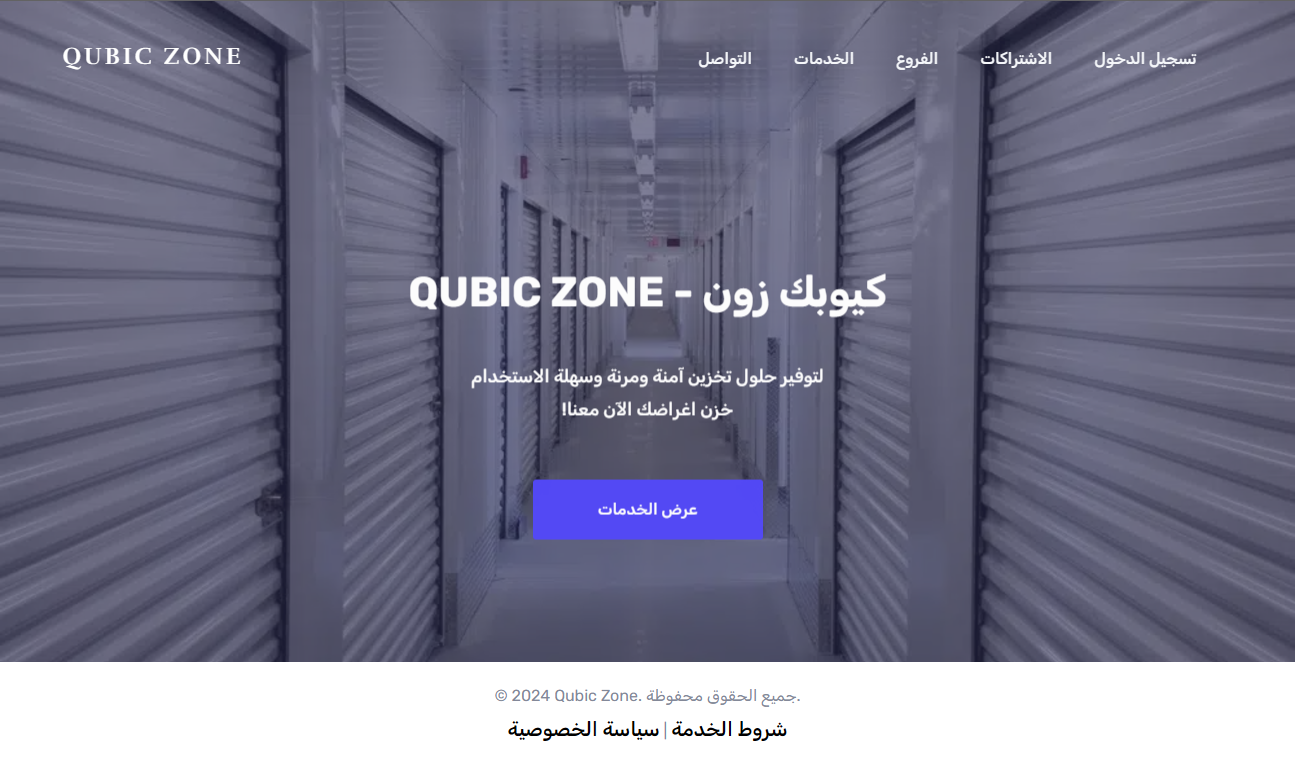 QUBIC ZONE
تسجيل الدخول
الاشتراكات
الفروع
الخدمات
التواصل
كيوبك زون - QUBIC ZONE
لتوفير حلول تخزين آمنة ومرنة وسهلة الاستخدام
خزن اغراضك الآن معنا!
عرض الخدمات
© 2024 Qubic Zone. جميع الحقوق محفوظة.
شروط الخدمة | سياسة الخصوصية